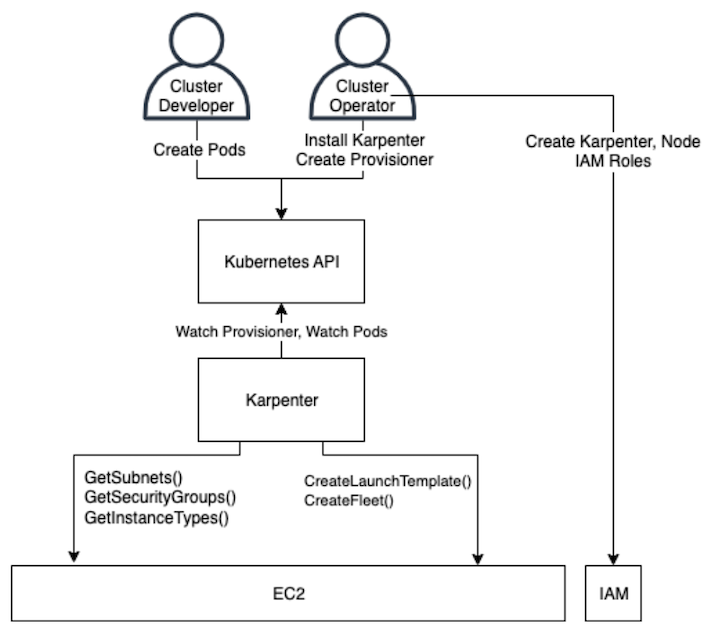 Cluster
Developer
Cluster
Operator
Create Pods
Install Karpenter
Create Provisioner
Create Karpenter, Node
IAM Roles
Kubernetes API
Watch Provisioner, Watch Pods
Karpenter
GetSubnets()
GetSecurityGroups()
GetInstanceTypes()
CreateLaunchTemplate()
CreateFleet()
EC2
IAM